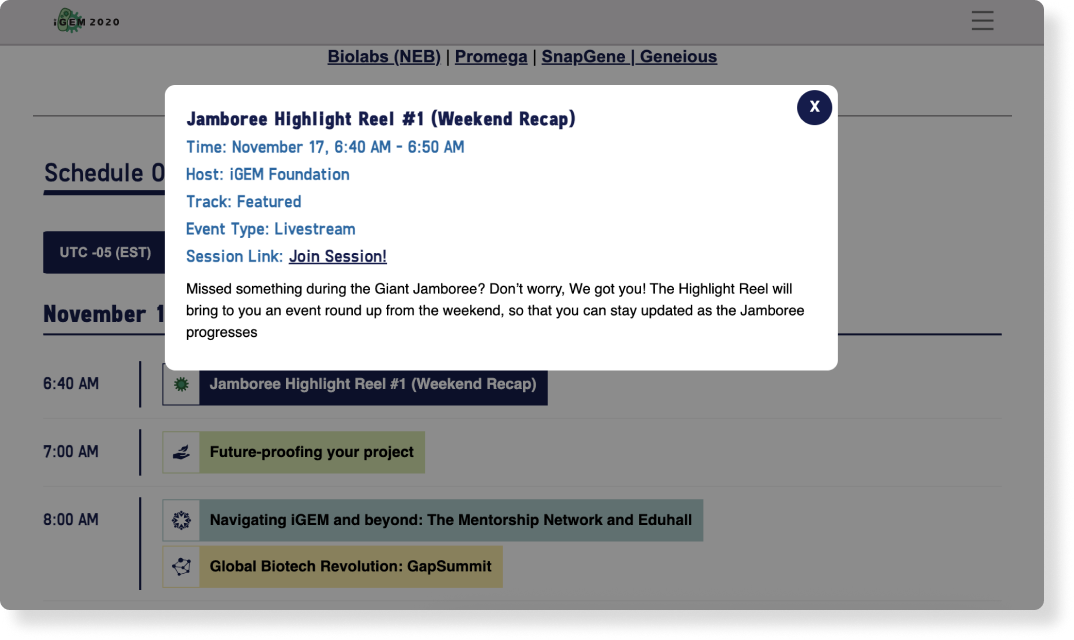 iGEM 2020
Biolabs (NEB) | Promega | SnapGene | Geneious
X
Jamboree Highlight Reel #1 (Weekend Recap)
Time: November 17, 6:40 AM - 6:50 AM
Host: iGEM Foundation
Track: Featured
Event Type: Livestream
Session Link: Join Session!
Missed something during the Giant Jamboree? Don't worry, We got you! The Highlight Reel will
bring to you an event round up from the weekend, so that you can stay updated as the Jamboree
progresses
Schedule
UTC -05 (EST)
November
6:40 AM
Jamboree Highlight Reel #1 (Weekend Recap)
7:00 AM
Future-proofing your project
8:00 AM
Navigating iGEM and beyond: The Mentorship Network and Eduhall
Global Biotech Revolution: GapSummit